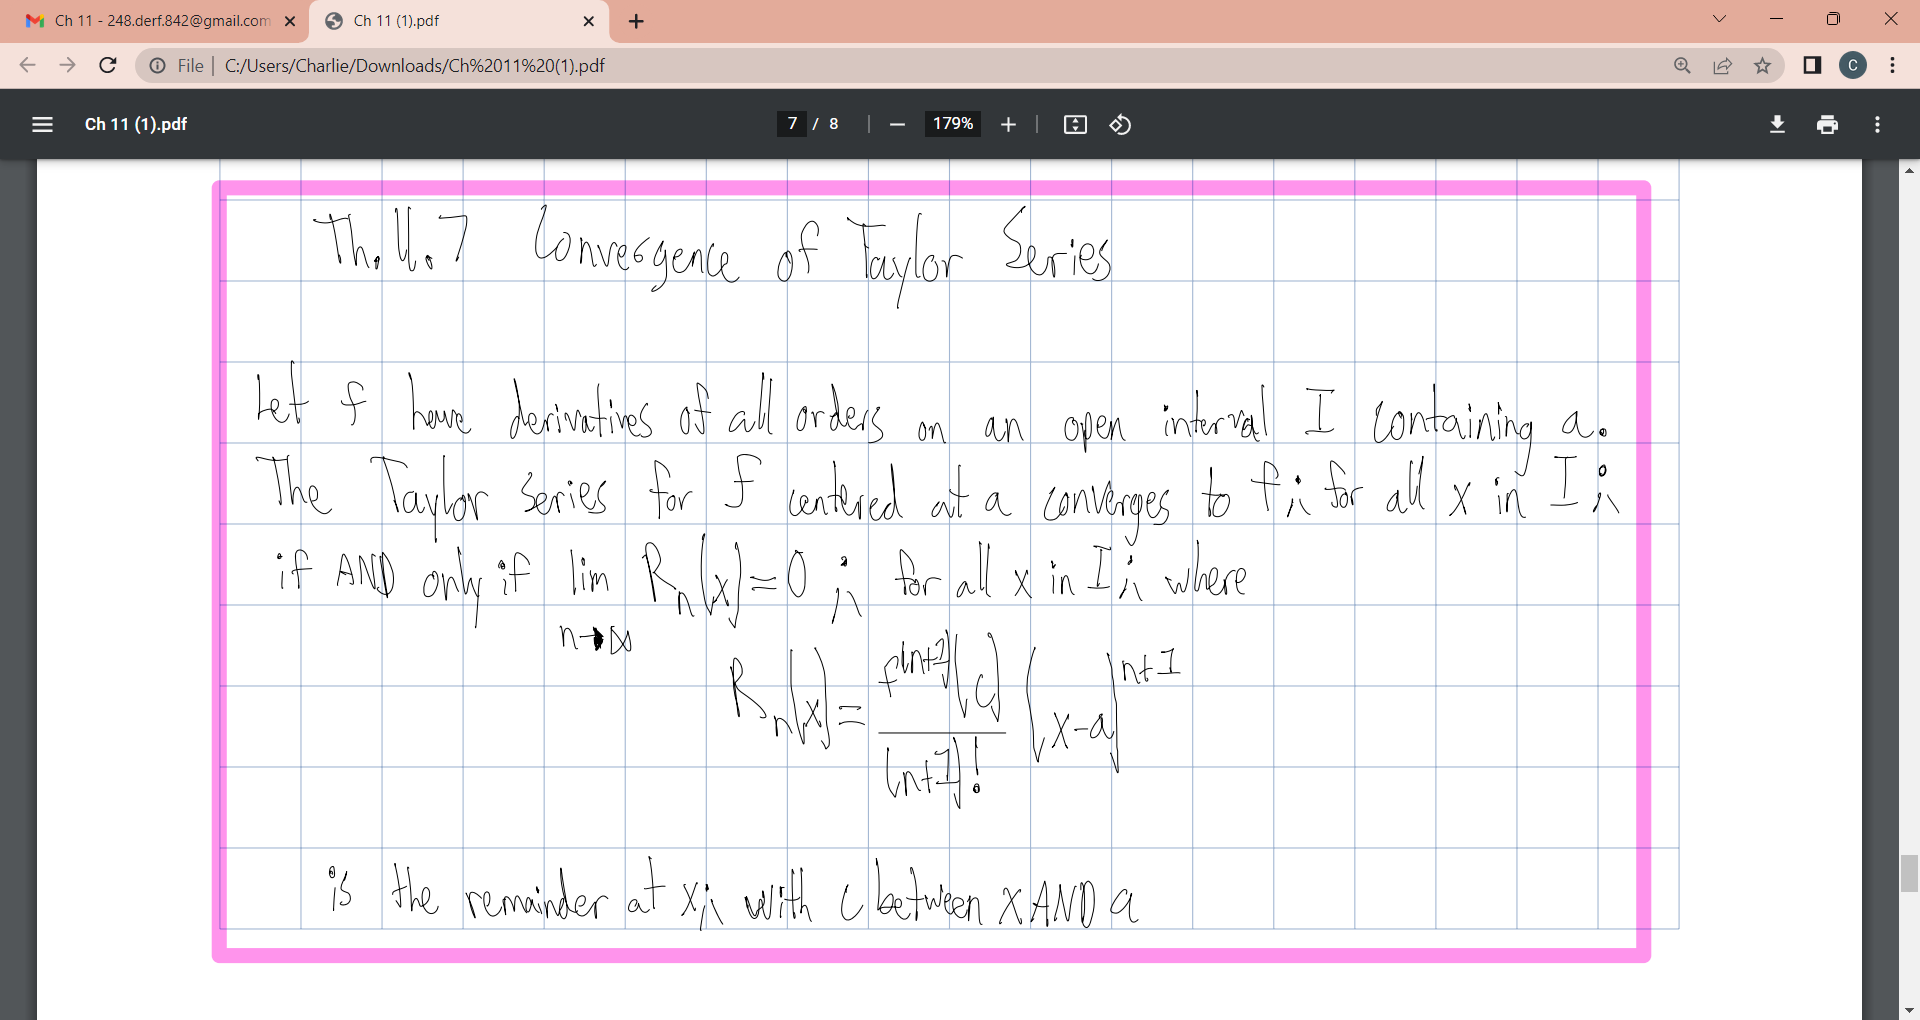 Ch 11 - 248.derf.842@gmail.com
Ch 11 (1).pdf
File | C:/Users/Charlie/Downloads/Ch%2011%20(1).pdf
C
Ch 11 (1).pdf
7 / 8
179%
Th. 11.7 Convergence of Taylor Series
Let f have derivatives of all orders on an open interval I containing a.
The Taylor Series for f centered at a converges to f, for all x in I,
if AND only if lim R_n(x)=0, for all x in I, where
n→∞
R_n(x) = f^(n+1)(c) / (n+1)! (x-a)^n+1
is the remainder at x, with c between x AND a